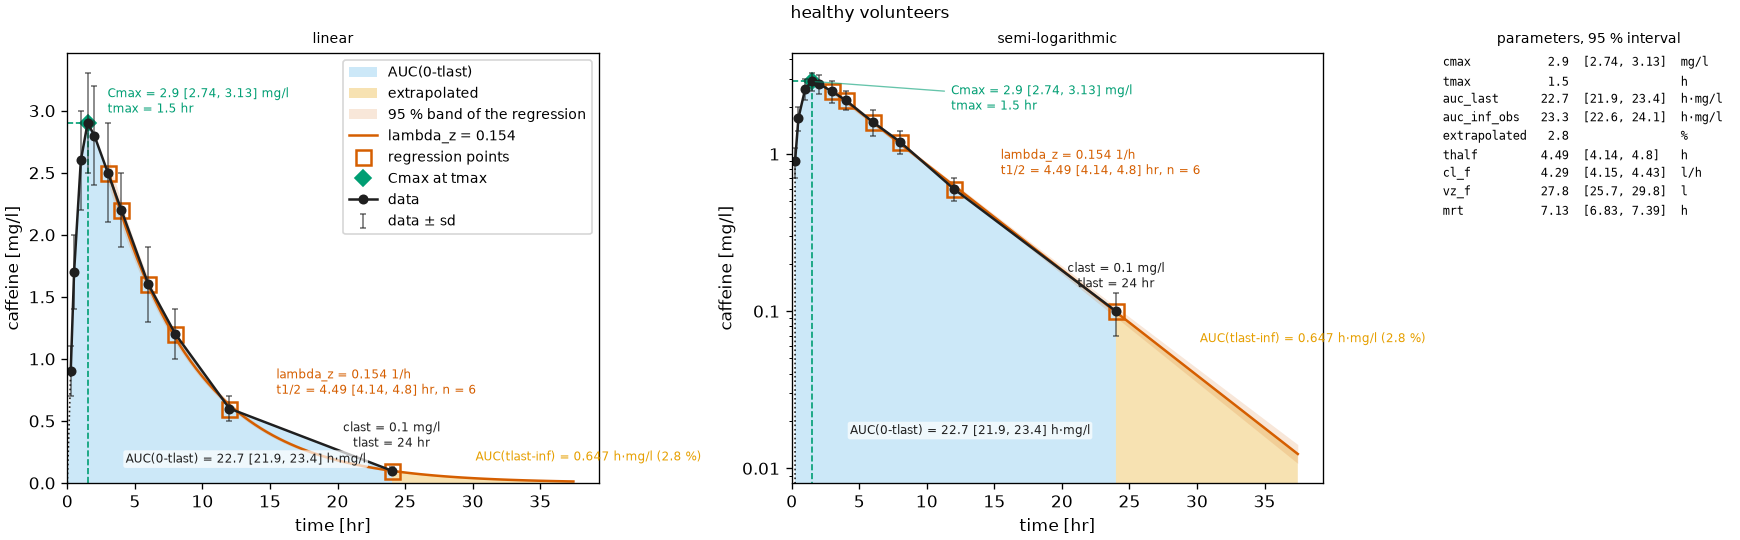 healthy volunteers
linear
caffeine [mg/l]
3.0
2.5
2.0
1.5
1.0
0.5
0.0
0 5 10 15 20 25 30 35
time [hr]
Cmax = 2.9 [2.74, 3.13] mg/l
tmax = 1.5 hr
AUC(0-tlast)
extrapolated
95 % band of the regression
lambda_z = 0.154
regression points
Cmax at tmax
data
data ± sd
lambda_z = 0.154 1/h
t1/2 = 4.49 [4.14, 4.8] hr, n = 6
clast = 0.1 mg/l
tlast = 24 hr
AUC(0-tlast) = 22.7 [21.9, 23.4] h·mg/l
AUC(tlast-inf) = 0.647 h·mg/l (2.8 %)
semi-logarithmic
caffeine [mg/l]
1
0.1
0.01
0 5 10 15 20 25 30 35
time [hr]
Cmax = 2.9 [2.74, 3.13] mg/l
tmax = 1.5 hr
lambda_z = 0.154 1/h
t1/2 = 4.49 [4.14, 4.8] hr, n = 6
clast = 0.1 mg/l
tlast = 24 hr
AUC(tlast-inf) = 0.647 h·mg/l (2.8 %)
AUC(0-tlast) = 22.7 [21.9, 23.4] h·mg/l
parameters, 95 % interval
cmax 2.9 [2.74, 3.13] mg/l
tmax 1.5 h
auc_last 22.7 [21.9, 23.4] h·mg/l
auc_inf_obs 23.3 [22.6, 24.1] h·mg/l
extrapolated 2.8 %
thalf 4.49 [4.14, 4.8] h
cl_f 4.29 [4.15, 4.43] l/h
vz_f 27.8 [25.7, 29.8] l
mrt 7.13 [6.83, 7.39] h